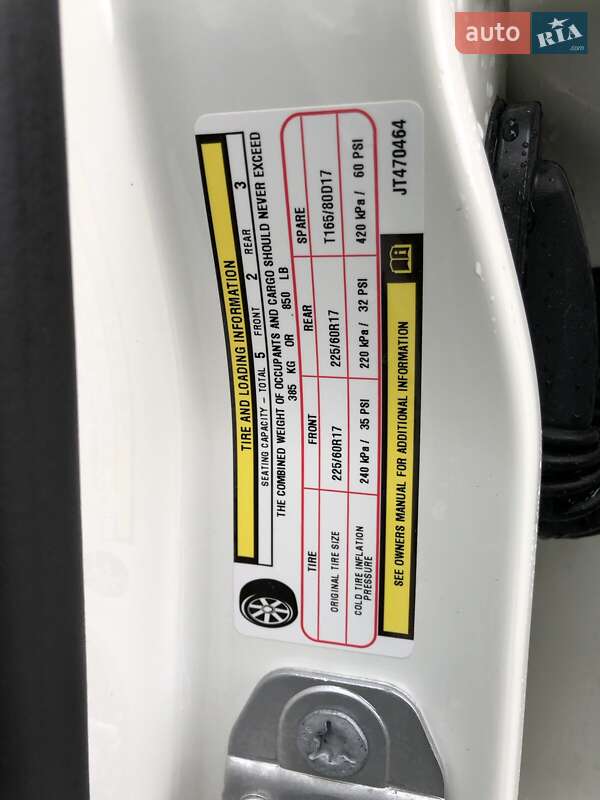 auto RIA.com
TIRE AND LOADING INFORMATION
SEATING CAPACITY – TOTAL 5 FRONT 2 REAR 3
THE COMBINED WEIGHT OF OCCUPANTS AND CARGO SHOULD NEVER EXCEED
385 KG OR 850 LB
TIRE FRONT REAR SPARE
ORIGINAL TIRE SIZE 225/60R17 225/60R17 T165/80D17
COLD TIRE INFLATION PRESSURE 240 kPa/ 35 PSI 220 kPa/ 32 PSI 420 kPa/ 60 PSI
SEE OWNERS MANUAL FOR ADDITIONAL INFORMATION
JT470464